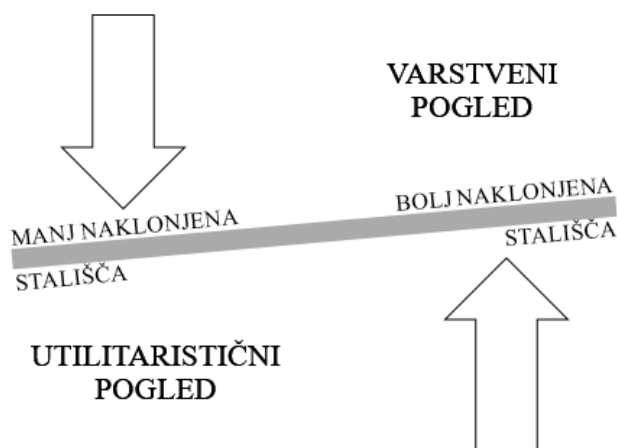 VARSTVENI
POGLED
MANJ NAKLONJENA
STALIŠČA
BOLJ NAKLONJENA
STALIŠČA
UTILITARISTIČNI
POGLED